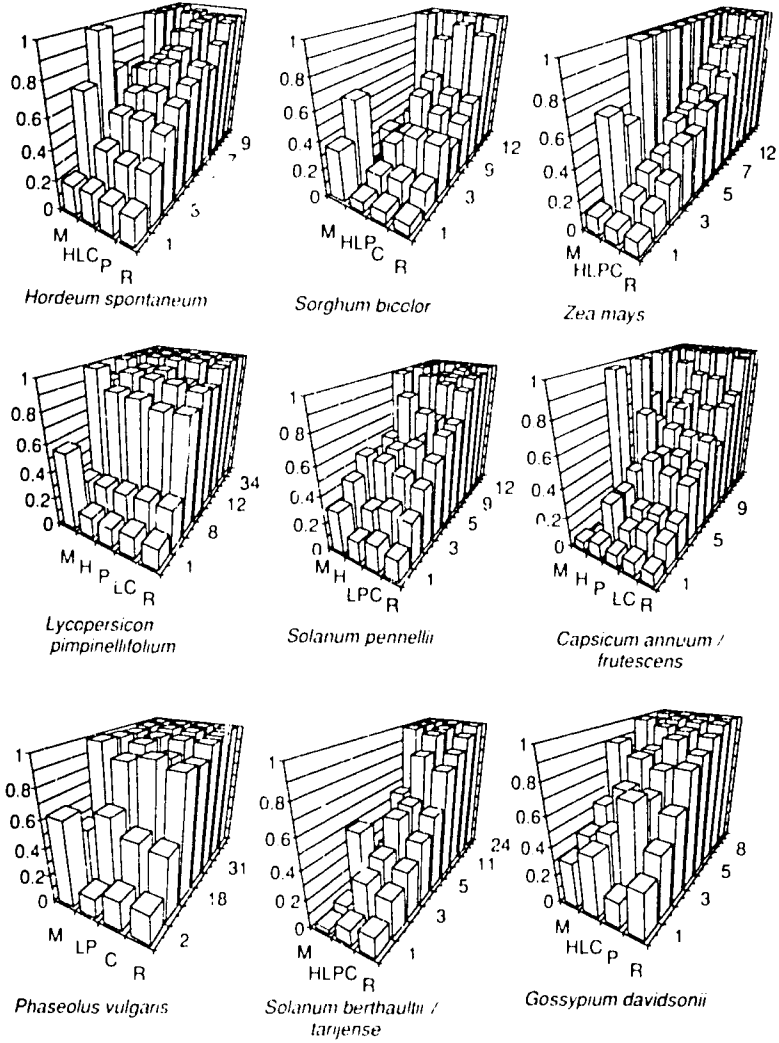 1
0.8
0.6
0.4
0.2
0
M
HLC
P
R
1
9
Hordeum spontaneum
1
0.8
0.6
0.4
0.2
0
M
HLP
C
R
1
3
9
12
Sorghum bicolor
1
0.8
0.6
0.4
0.2
0
M
HLPC
R
1
3
5
7
12
Zea mays
1
0.8
0.6
0.4
0.2
0
M
H
P
LC
R
1
8
12
34
Lycopersicon
pimpinellifolium
1
0.8
0.6
0.4
0.2
0
M
H
LPC
R
1
3
5
9
12
Solanum pennellii
1
0.8
0.6
0.4
0.2
0
M
H
P
LC
R
1
5
9
Capsicum annuum /
frutescens
1
0.8
0.6
0.4
0.2
0
M
LP
C
R
2
18
31
Phaseolus vulgaris
1
0.8
0.6
0.4
0.2
0
M
HLPC
R
1
3
5
11
24
Solanum berthaultii /
tarijense
1
0.8
0.6
0.4
0.2
0
M
HLC
P
R
1
3
5
8
Gossypium davidsonii